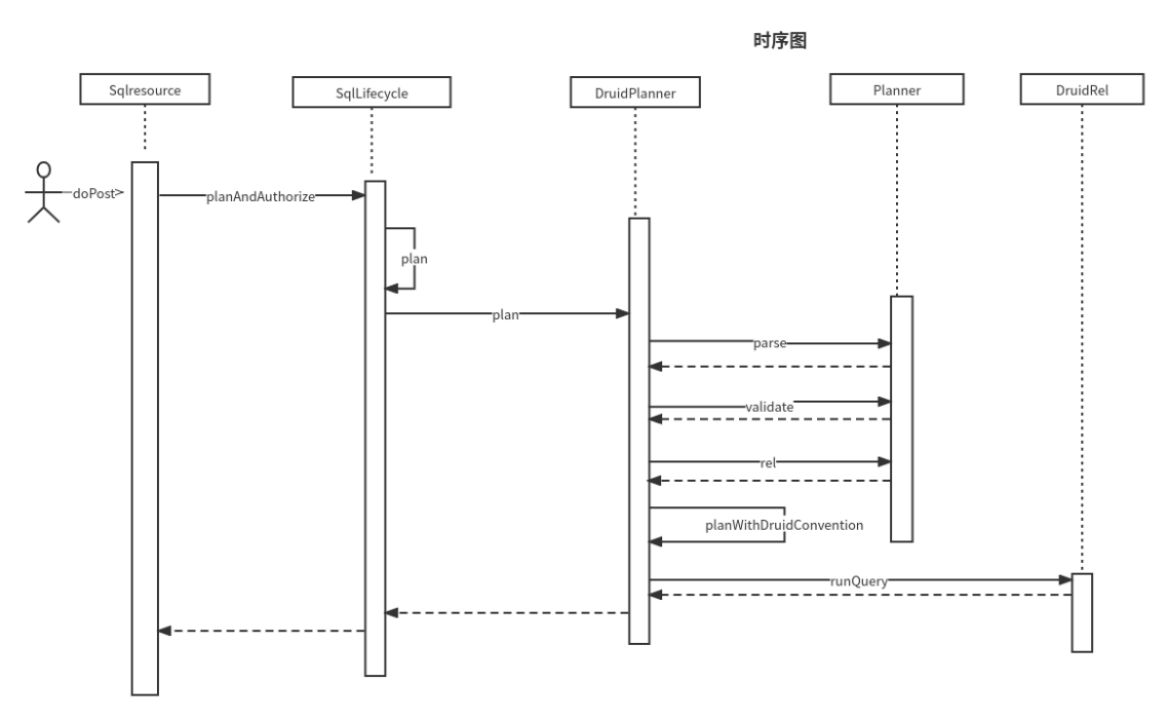 时序图
Sqlresource
SqlLifecycle
DruidPlanner
Planner
DruidRel
doPost>
planAndAuthorize
plan
plan
parse
validate
rel
planWithDruidConvention
runQuery